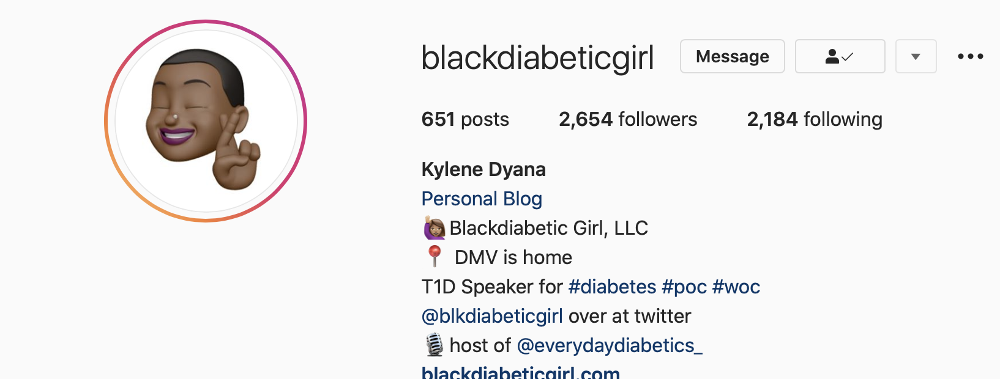 blackdiabeticgirl Message
651 posts 2,654 followers 2,184 following
Kylene Dyana
Personal Blog
🙋🏽‍♀️Blackdiabetic Girl, LLC
📍 DMV is home
T1D Speaker for #diabetes #poc #woc
@blkdiabeticgirl over at twitter
🎙️host of @everydaydiabetics_
blackdiabeticgirl.com